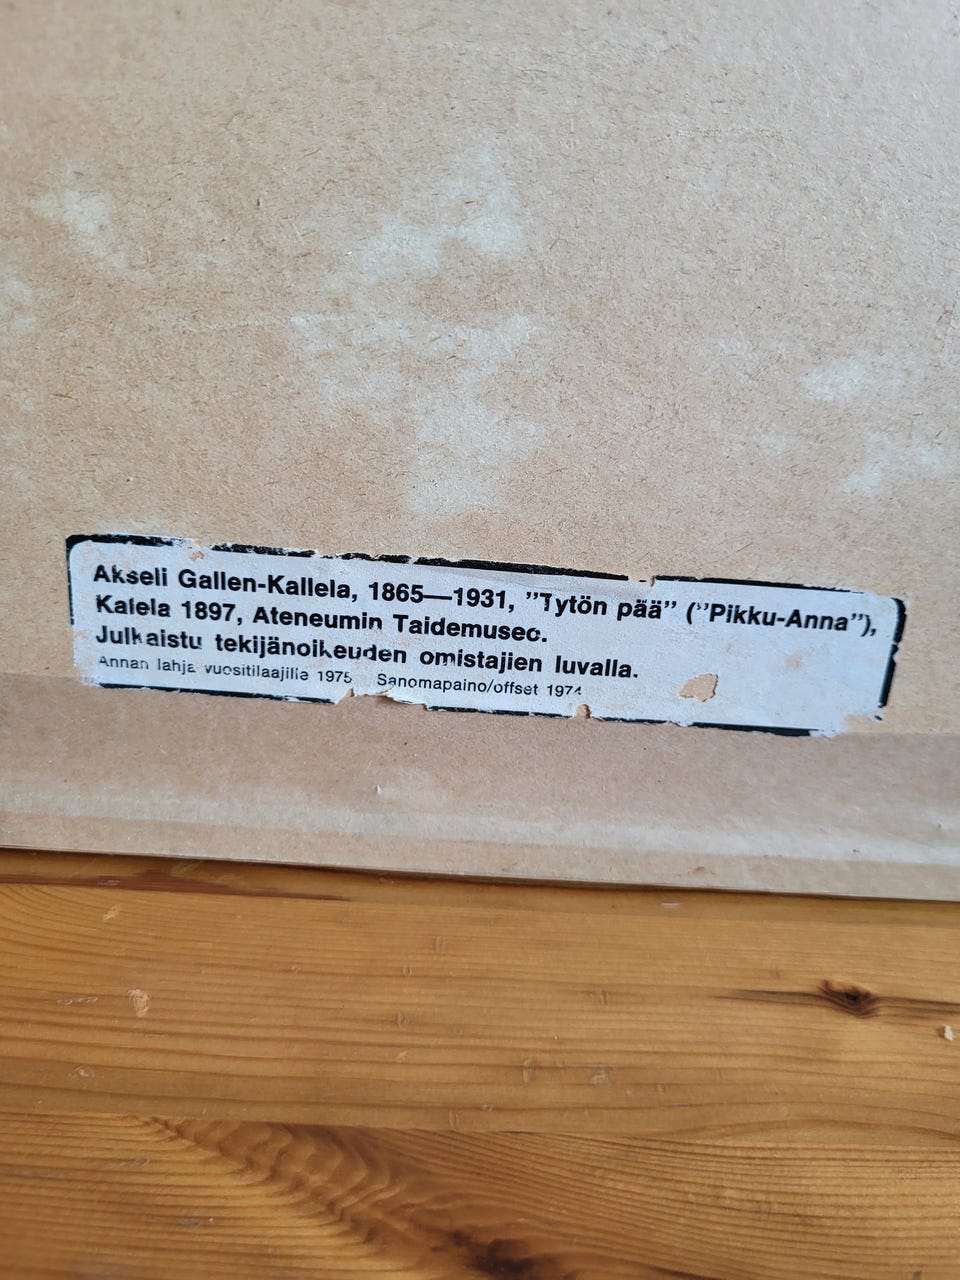 Akseli Gallen-Kallela, 1865—1931, ”Tytön pää” (”Pikku-Anna”),
Kalela 1897, Ateneumin Taidemuseo.
Julkaistu tekijänoikeuden omistajien luvalla.
Annan lahja vuositilaajille 1975 Sanomapaino/offset 1974